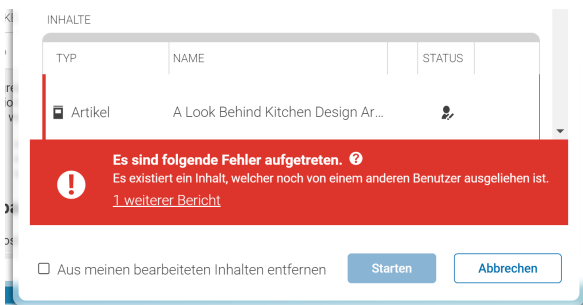 INHALTE
TYP NAME STATUS
Artikel A Look Behind Kitchen Design Ar...
Es sind folgende Fehler aufgetreten.
Es existiert ein Inhalt, welcher noch von einem anderen Benutzer ausgeliehen ist.
1 weiterer Bericht
Aus meinen bearbeiteten Inhalten entfernen Starten Abbrechen